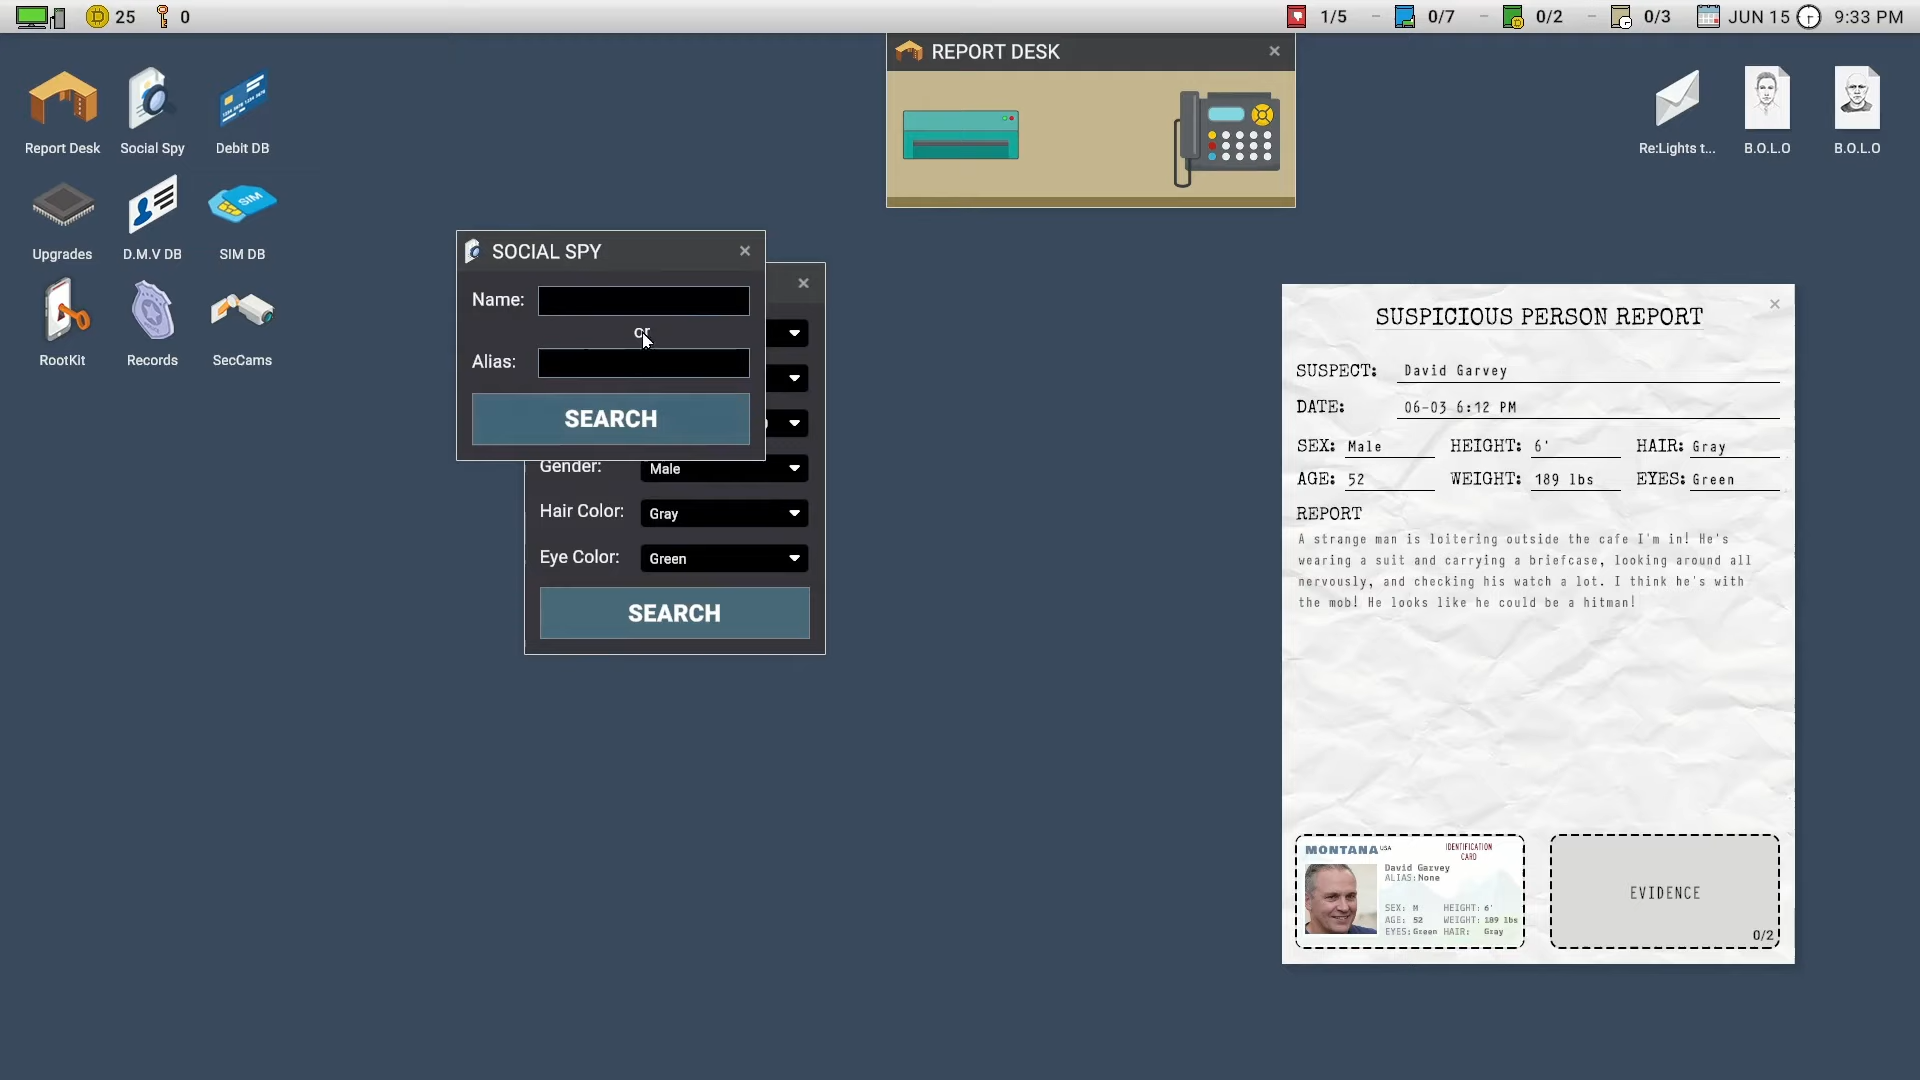 25
0
1/5
0/7
0/2
0/3
JUN 15
9:33 PM
REPORT DESK
Report Desk
Social Spy
Debit DB
Upgrades
D.M.V DB
SIM DB
RootKit
Records
SecCams
Re:Lights t...
B.O.L.O
B.O.L.O
SIM
SOCIAL SPY
Name:
or
Alias:
SEARCH
Gender: Male
Hair Color: Gray
Eye Color: Green
SEARCH
SUSPICIOUS PERSON REPORT
SUSPECT: David Garvey
DATE: 06-03 6:12 PM
SEX: Male HEIGHT: 6' HAIR: Gray
AGE: 52 WEIGHT: 189 lbs EYES: Green
REPORT
A strange man is loitering outside the cafe I'm in! He's
wearing a suit and carrying a briefcase, looking around all
nervously, and checking his watch a lot. I think he's with
the mob! He looks like he could be a hitman!
MONTANA USA
IDENTIFICATION
CARD
David Garvey
ALIAS: None
SEX: M HEIGHT: 6'
AGE: 52 WEIGHT: 189 lbs
EYES: Green HAIR: Gray
EVIDENCE
0/2